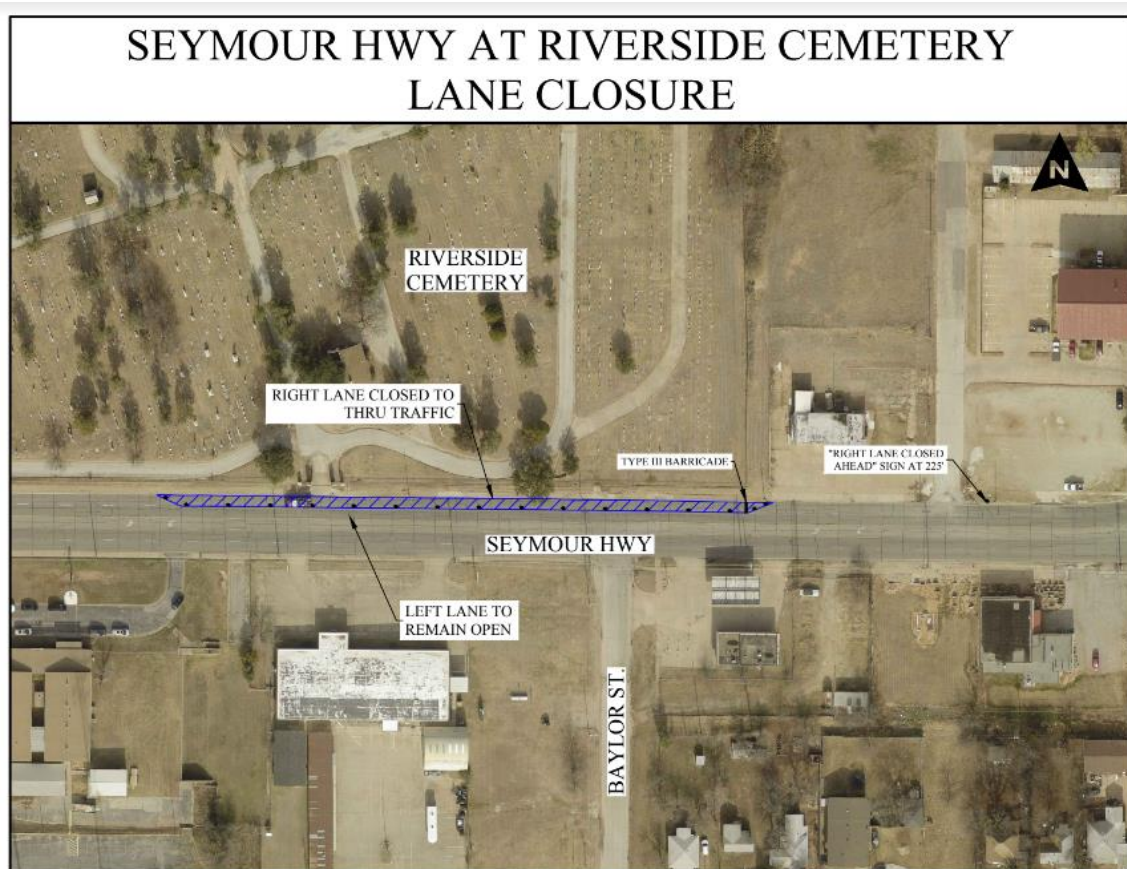 SEYMOUR HWY AT RIVERSIDE CEMETERY
LANE CLOSURE
N
RIVERSIDE
CEMETERY
RIGHT LANE CLOSED TO
THRU TRAFFIC
TYPE III BARRICADE
"RIGHT LANE CLOSED
AHEAD" SIGN AT 225'
SEYMOUR HWY
LEFT LANE TO
REMAIN OPEN
BAYLOR ST.